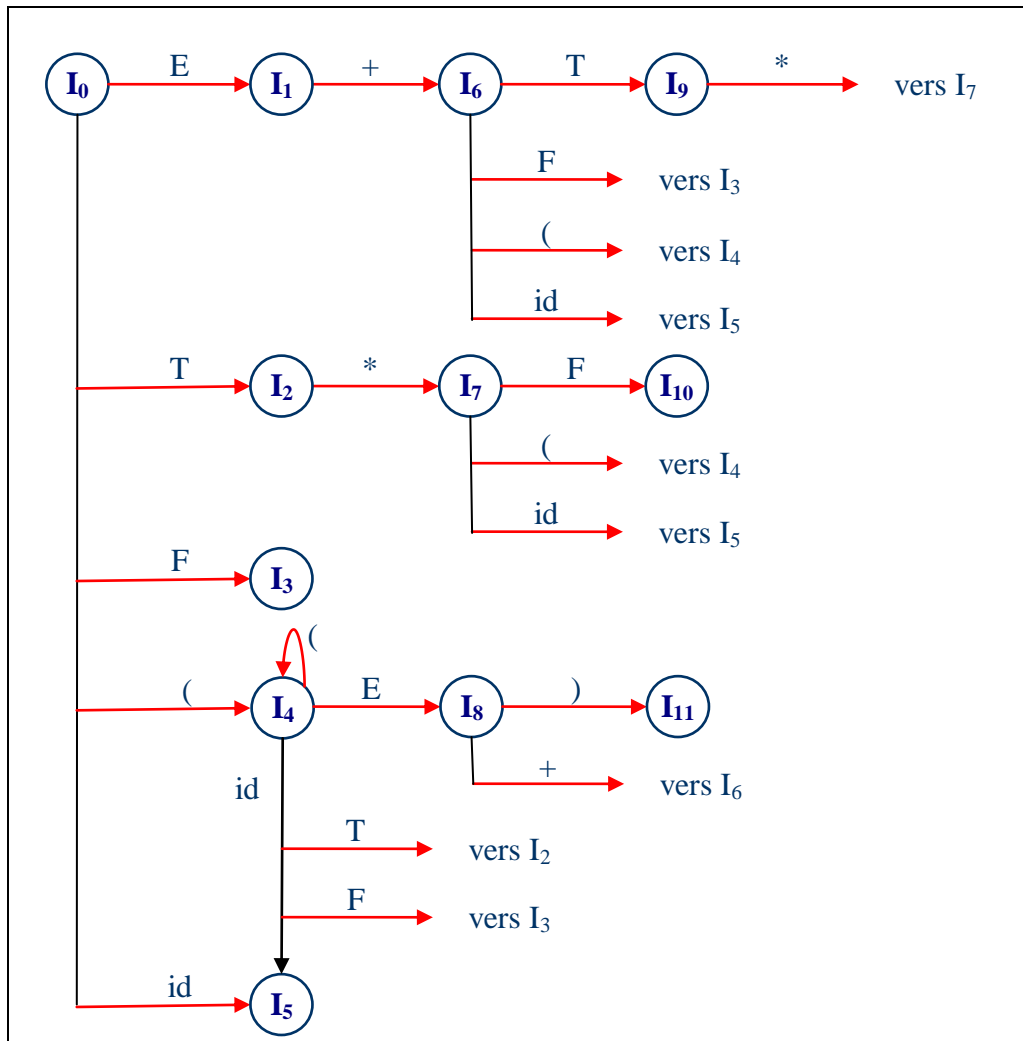 E + T *
I₀ I₁ I₆ I₉ vers I₇
F vers I₃
( vers I₄
id vers I₅
T * F
I₂ I₇ I₁₀
( vers I₄
id vers I₅
F I₃
(
( I₄ E I₈ ) I₁₁
id + vers I₆
T vers I₂
F vers I₃
id I₅